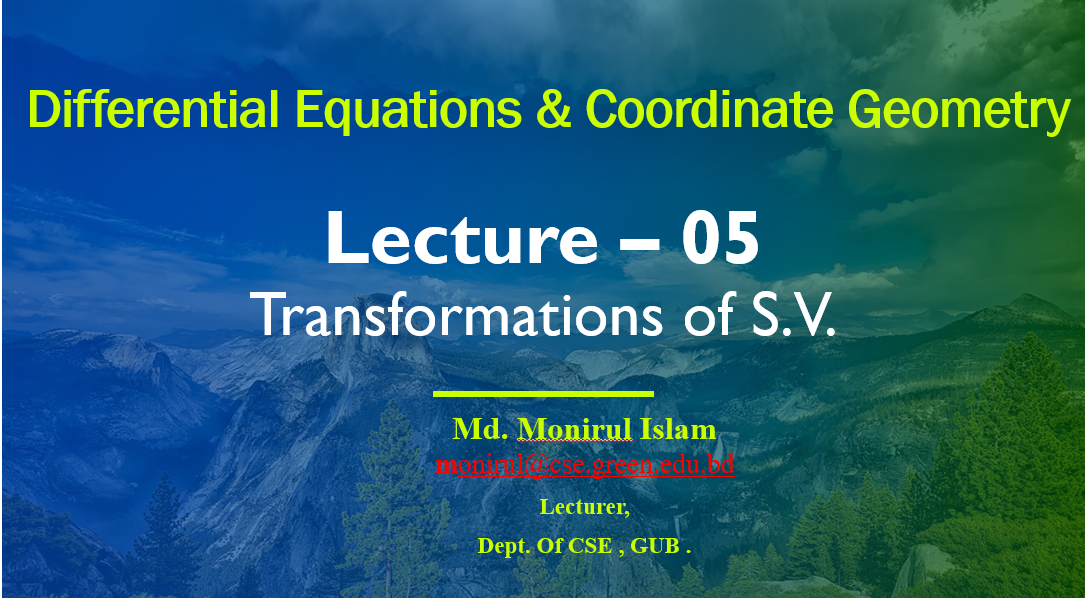 Differential Equations & Coordinate Geometry
Lecture – 05
Transformations of S.V.
Md. Monirul Islam
monirul@cse.green.edu.bd
Lecturer,
Dept. Of CSE , GUB .